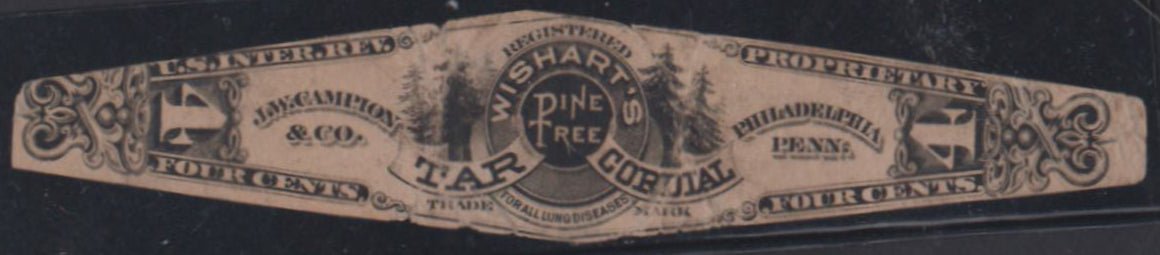 U.S. INTER. REV.
4
FOUR CENTS.
J.W. CAMPION
& CO.
REGISTERED
WISHART'S
PINE
TREE
TAR CORDIAL
TRADE MARK
FOR ALL LUNG DISEASES
PROPRIETARY
PHILADELPHIA
PENN.
4
FOUR CENTS.